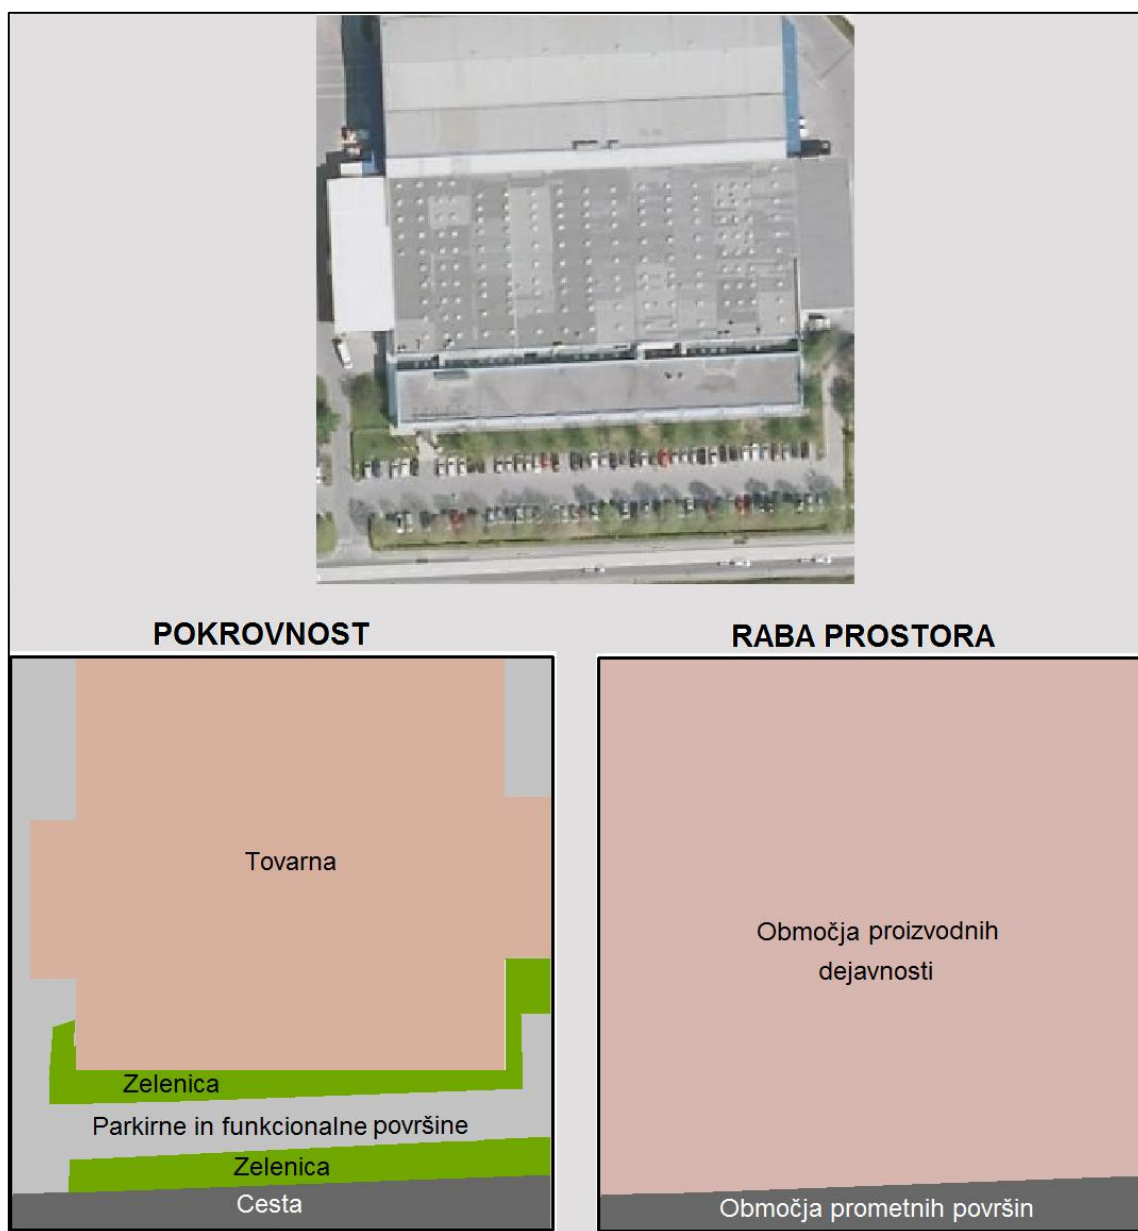 POKROVNOST
RABA PROSTORA
Tovarna
Zelenica
Parkirne in funkcionalne površine
Zelenica
Cesta
Območja proizvodnih
dejavnosti
Območja prometnih površin